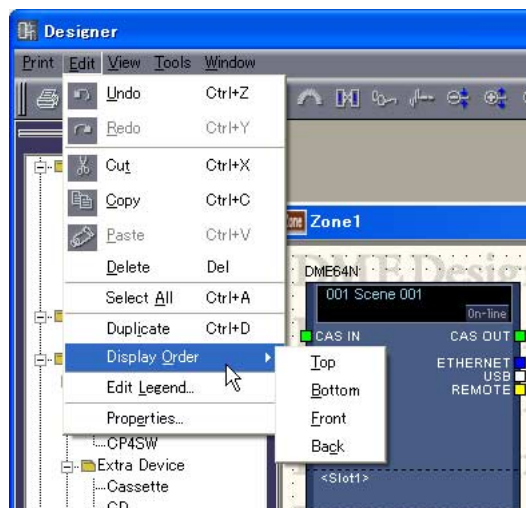 Designer
Print Edit View Tools Window
Undo Ctrl+Z
Redo Ctrl+Y
Cut Ctrl+X
Copy Ctrl+C
Paste Ctrl+V
Delete Del
Select All Ctrl+A
Duplicate Ctrl+D
Display Order
Edit Legend...
Properties...
Top
Bottom
Front
Back
Zone Zone1
DME64N
001 Scene 001
On-line
CAS IN CAS OUT
ETHERNET
USB
REMOTE
<Slot1>
CP4SW
Extra Device
Cassette
CD